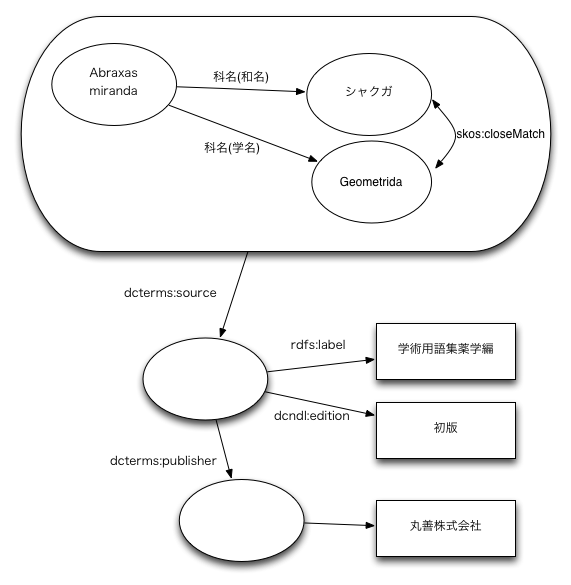 Abraxas
miranda
科名(和名)
シャクガ
科名(学名)
skos:closeMatch
Geometrida
dcterms:source
rdfs:label
学術用語集薬学編
dcndl:edition
初版
dcterms:publisher
丸善株式会社